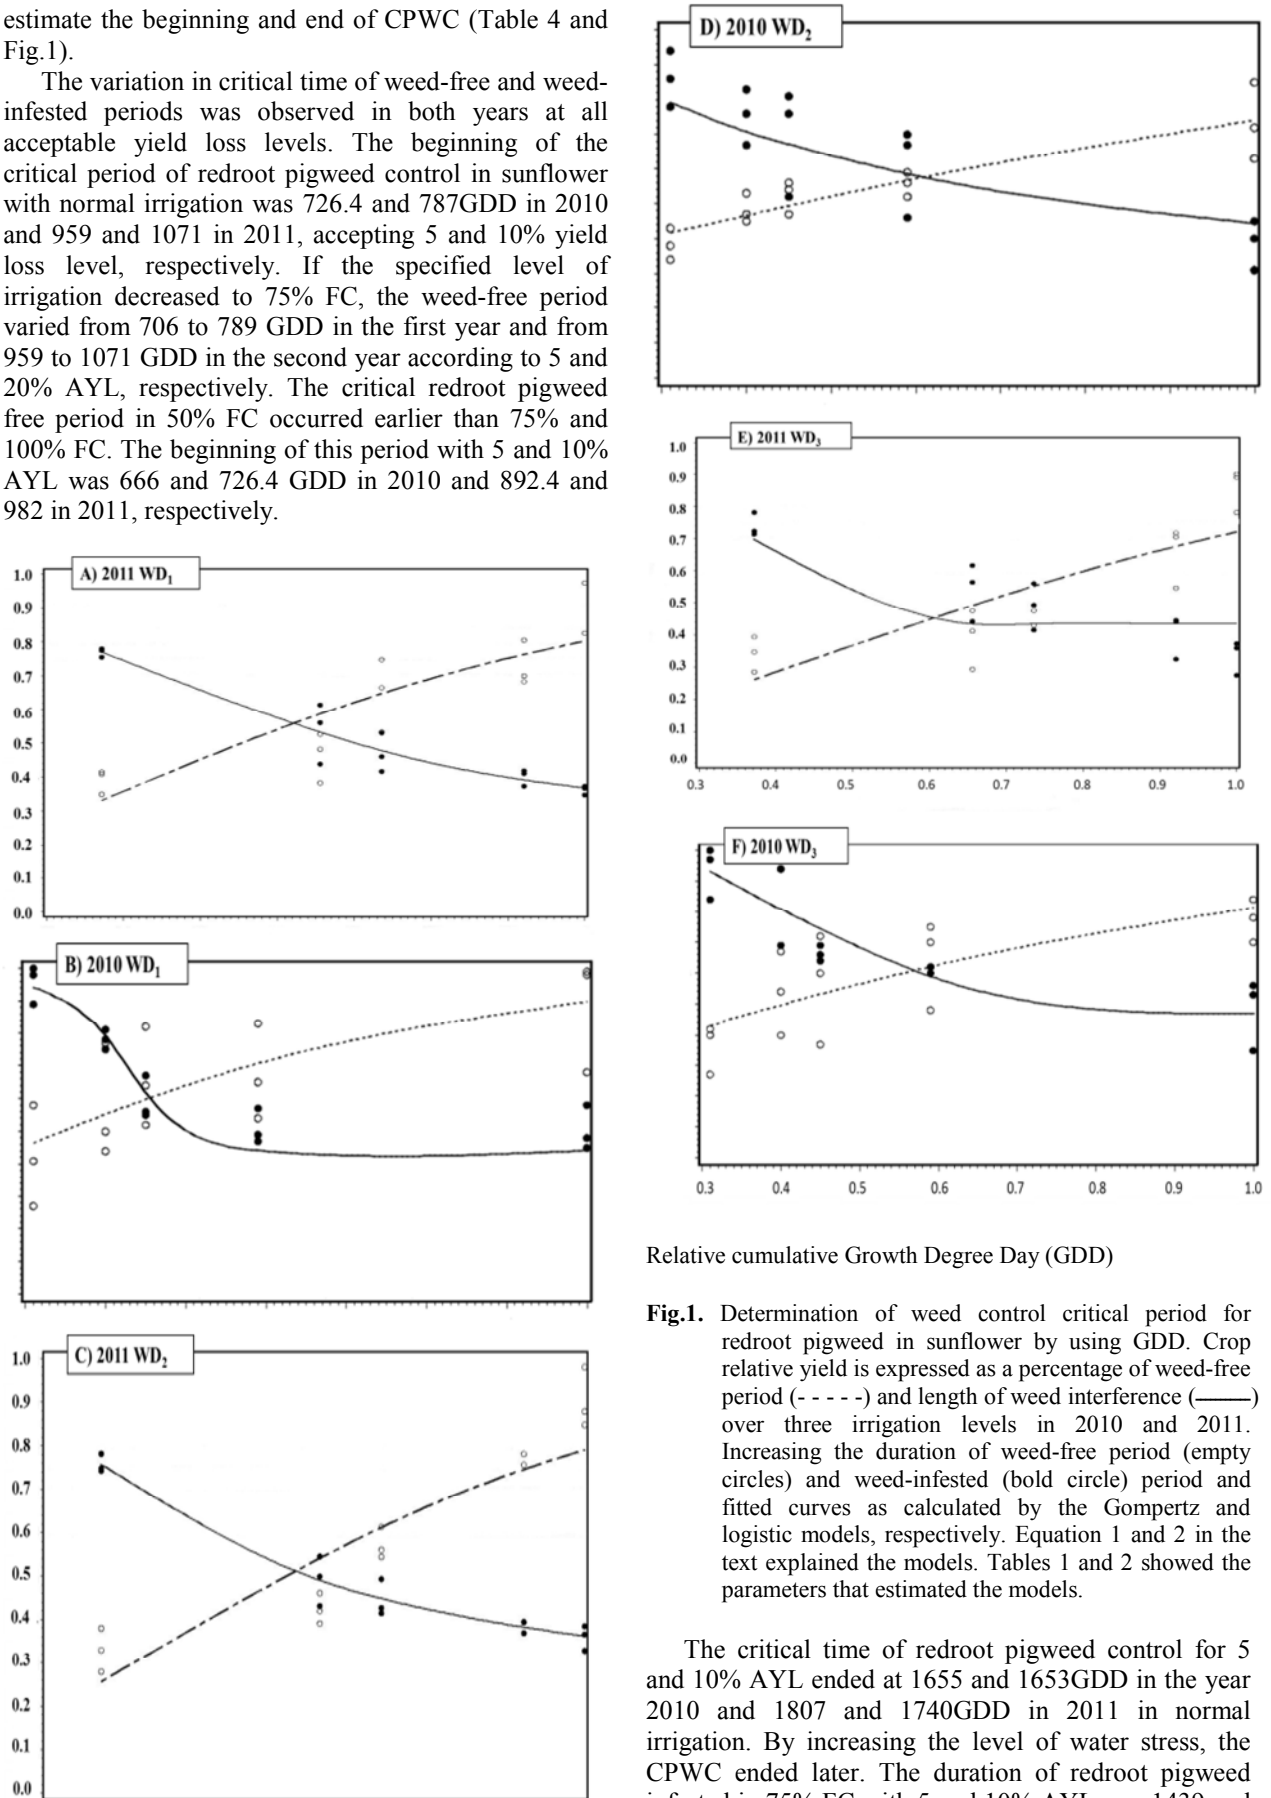 estimate the beginning and end of CPWC (Table 4 and
Fig.1).
The variation in critical time of weed-free and weed-
infested periods was observed in both years at all
acceptable yield loss levels. The beginning of the
critical period of redroot pigweed control in sunflower
with normal irrigation was 726.4 and 787GDD in 2010
and 959 and 1071 in 2011, accepting 5 and 10% yield
loss level, respectively. If the specified level of
irrigation decreased to 75% FC, the weed-free period
varied from 706 to 789 GDD in the first year and from
959 to 1071 GDD in the second year according to 5 and
20% AYL, respectively. The critical redroot pigweed
free period in 50% FC occurred earlier than 75% and
100% FC. The beginning of this period with 5 and 10%
AYL was 666 and 726.4 GDD in 2010 and 892.4 and
982 in 2011, respectively.
A) 2011 WD1
1.0
0.9
0.8
0.7
0.6
0.5
0.4
0.3
0.2
0.1
0.0
B) 2010 WD1
C) 2011 WD2
1.0
0.9
0.8
0.7
0.6
0.5
0.4
0.3
0.2
0.1
0.0
D) 2010 WD2
E) 2011 WD3
1.0
0.9
0.8
0.7
0.6
0.5
0.4
0.3
0.2
0.1
0.0
0.3 0.4 0.5 0.6 0.7 0.8 0.9 1.0
F) 2010 WD3
0.3 0.4 0.5 0.6 0.7 0.8 0.9 1.0
Relative cumulative Growth Degree Day (GDD)
Fig.1. Determination of weed control critical period for
redroot pigweed in sunflower by using GDD. Crop
relative yield is expressed as a percentage of weed-free
period (- - - - -) and length of weed interference (———)
over three irrigation levels in 2010 and 2011.
Increasing the duration of weed-free period (empty
circles) and weed-infested (bold circle) period and
fitted curves as calculated by the Gompertz and
logistic models, respectively. Equation 1 and 2 in the
text explained the models. Tables 1 and 2 showed the
parameters that estimated the models.
The critical time of redroot pigweed control for 5
and 10% AYL ended at 1655 and 1653GDD in the year
2010 and 1807 and 1740GDD in 2011 in normal
irrigation. By increasing the level of water stress, the
CPWC ended later. The duration of redroot pigweed